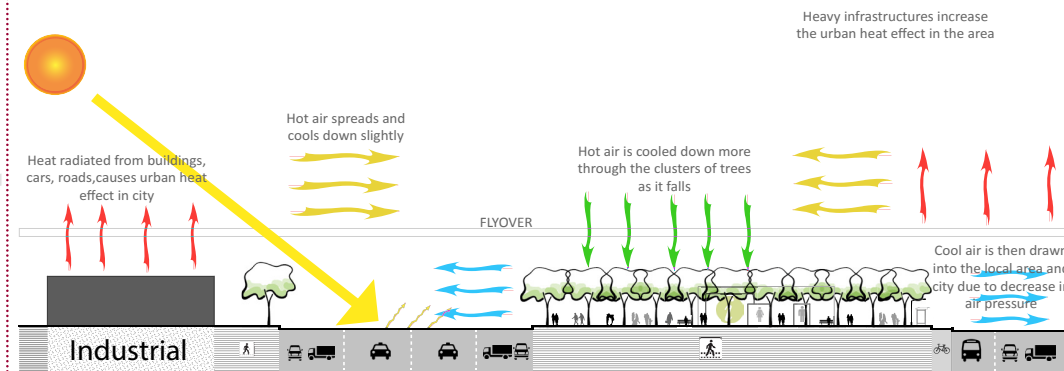 Heavy infrastructures increase
the urban heat effect in the area
Hot air spreads and
cools down slightly
Heat radiated from buildings,
cars, roads,causes urban heat
effect in city
Hot air is cooled down more
through the clusters of trees
as it falls
FLYOVER
Cool air is then drawn
into the local area and
city due to decrease in
air pressure
Industrial